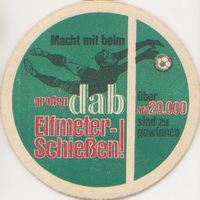 Macht mit beim
großen dab
Elfmeter-
Schießen!
über
DM 20.000
sind zu
gewinnen